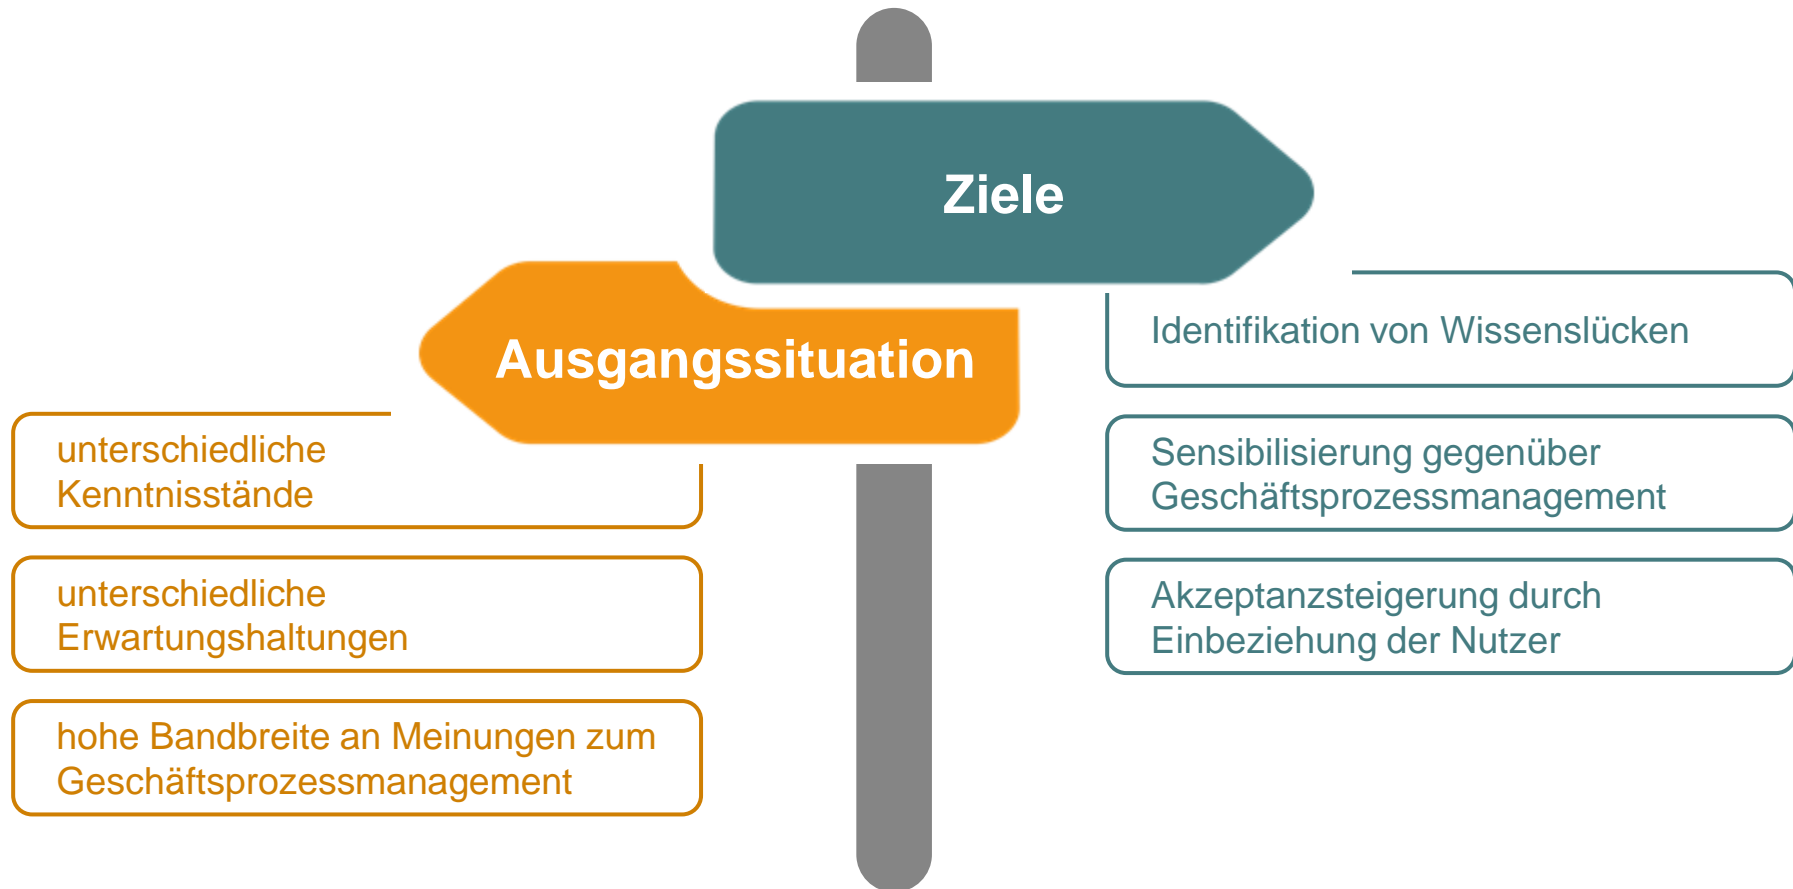 Ziele
Identifikation von Wissenslücken
Sensibilisierung gegenüber
Geschäftsprozessmanagement
Akzeptanzsteigerung durch
Einbeziehung der Nutzer
Ausgangssituation
unterschiedliche
Kenntnisstände
unterschiedliche
Erwartungshaltungen
hohe Bandbreite an Meinungen zum
Geschäftsprozessmanagement